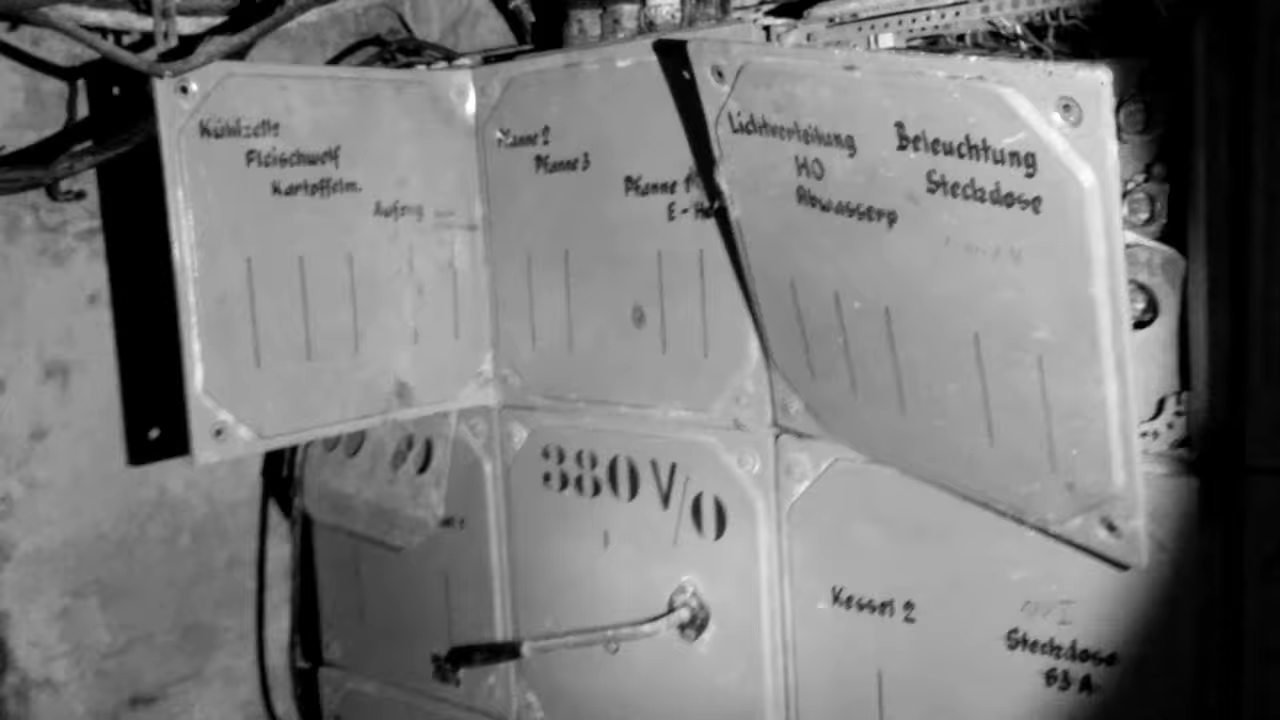 Kühlzelle
Fleischwolf
Kartoffelm.
Aufzug
Pfanne 2
Pfanne 3
Pfanne 1
Lichtverteilung
HO
Abwasserp
Beleuchtung
Steckdose
380V/0
Kessel 2
Steckdose
63 A.